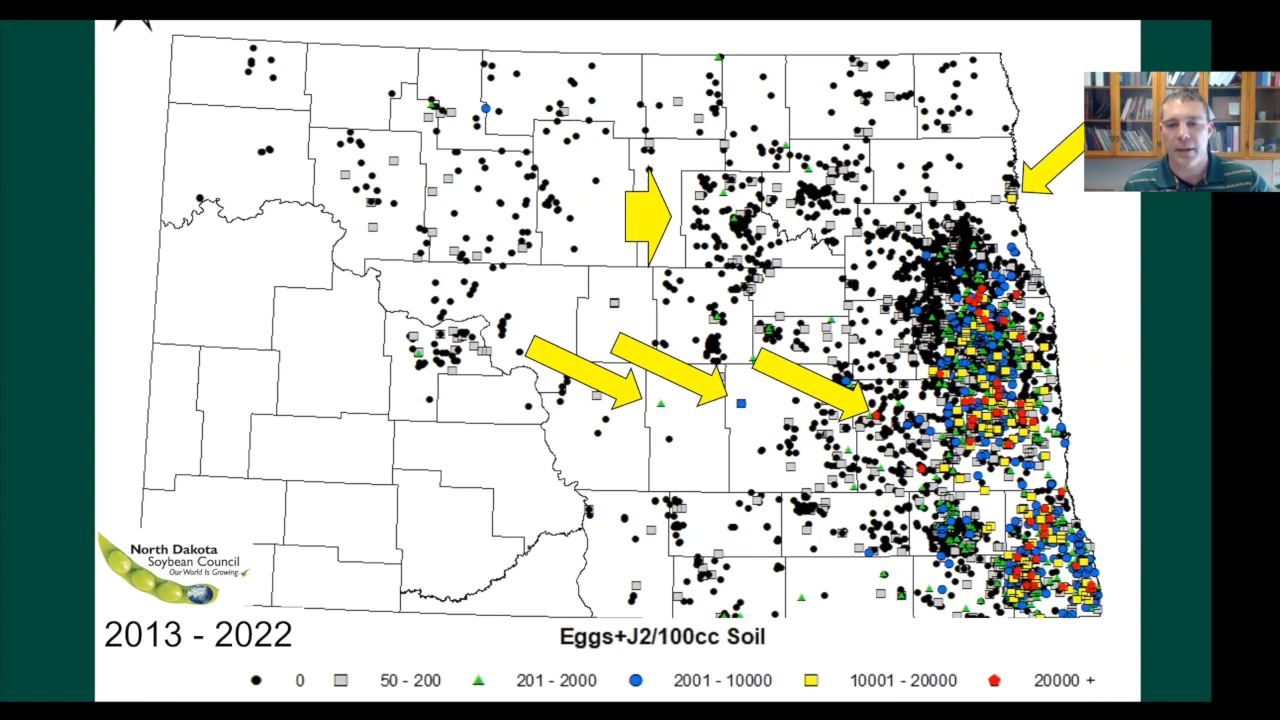 North Dakota
Soybean Council
Our World Is Growing.
2013 - 2022
Eggs+J2/100cc Soil
0 50 - 200 201 - 2000 2001 - 10000 10001 - 20000 20000 +